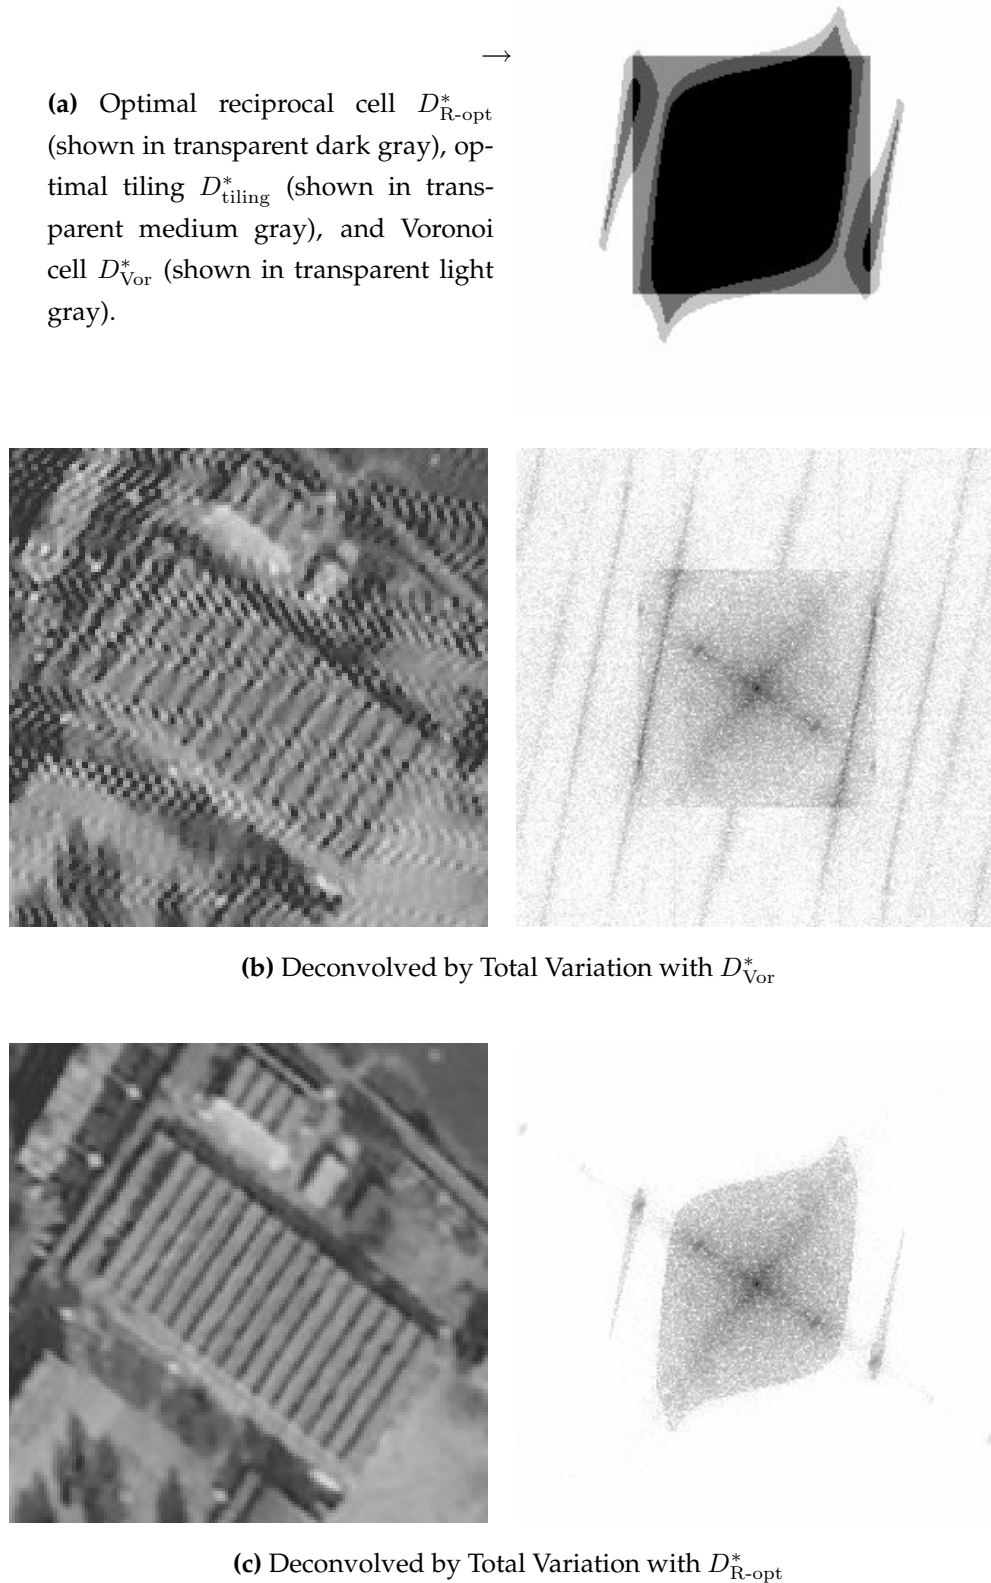 →
(a) Optimal reciprocal cell D*R-opt
(shown in transparent dark gray), op-
timal tiling D*tiling (shown in trans-
parent medium gray), and Voronoi
cell D*Vor (shown in transparent light
gray).
(b) Deconvolved by Total Variation with D*Vor
(c) Deconvolved by Total Variation with D*R-opt